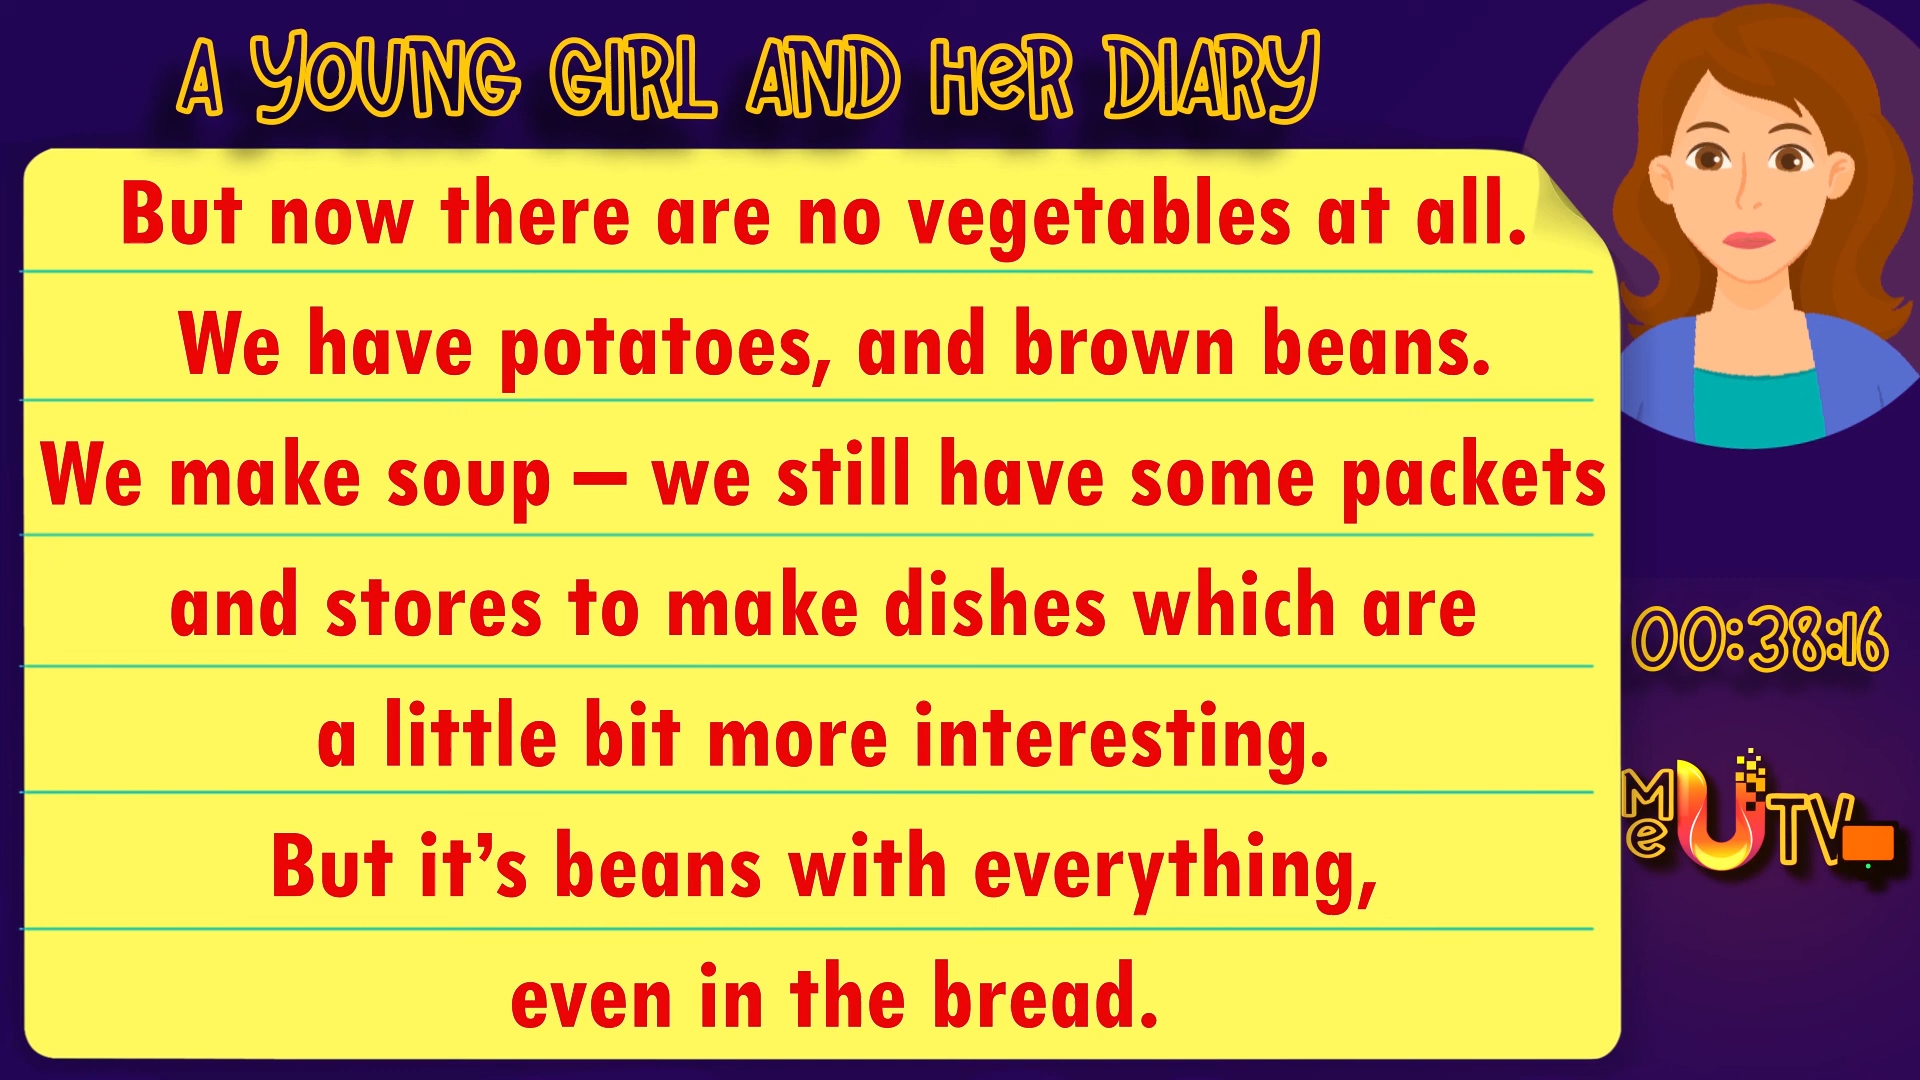 A YOUNG GIRL AND HeR DIARY
But now there are no vegetables at all.
We have potatoes, and brown beans.
We make soup – we still have some packets
and stores to make dishes which are
a little bit more interesting.
But it’s beans with everything,
even in the bread.
00:38:16
Me U TV